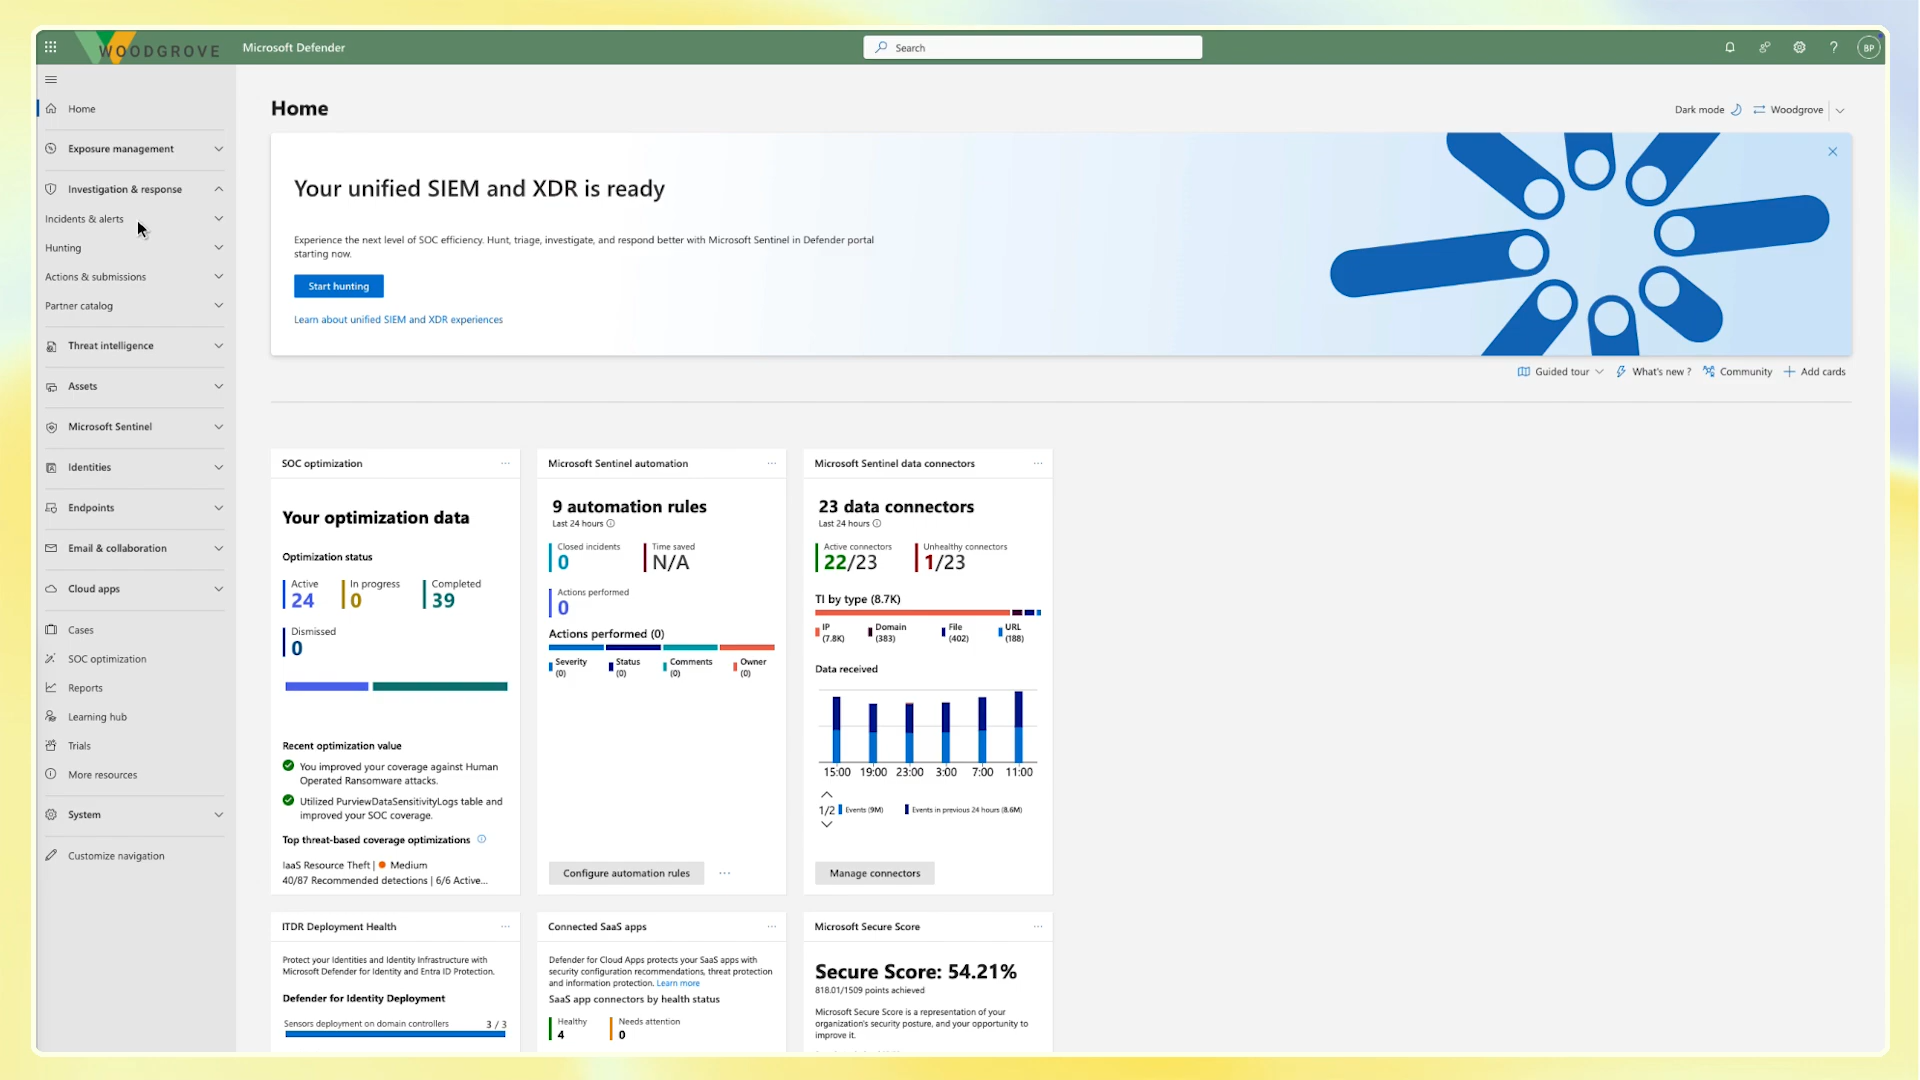 WOODGROVE
Microsoft Defender
Search
BP
Home
Exposure management
Investigation & response
Incidents & alerts
Hunting
Actions & submissions
Partner catalog
Threat intelligence
Assets
Microsoft Sentinel
Identities
Endpoints
Email & collaboration
Cloud apps
Cases
SOC optimization
Reports
Learning hub
Trials
More resources
System
Customize navigation
Home
Dark mode
Woodgrove
Your unified SIEM and XDR is ready
Experience the next level of SOC efficiency. Hunt, triage, investigate, and respond better with Microsoft Sentinel in Defender portal
starting now.
Start hunting
Learn about unified SIEM and XDR experiences
Guided tour
What's new ?
Community
Add cards
SOC optimization
Your optimization data
Optimization status
Active
In progress
Completed
24
0
39
Dismissed
0
Recent optimization value
You improved your coverage against Human
Operated Ransomware attacks.
Utilized PurviewDataSensitivityLogs table and
improved your SOC coverage.
Top threat-based coverage optimizations
IaaS Resource Theft | Medium
40/87 Recommended detections | 6/6 Active...
Microsoft Sentinel automation
9 automation rules
Last 24 hours
Closed incidents
Time saved
0
N/A
Actions performed
0
Actions performed (0)
Severity
(0)
Status
(0)
Comments
(0)
Owner
(0)
Configure automation rules
Microsoft Sentinel data connectors
23 data connectors
Last 24 hours
Active connectors
Unhealthy connectors
22/23
1/23
TI by type (8.7K)
IP
(7.8K)
Domain
(383)
File
(402)
URL
(188)
Data received
15:00 19:00 23:00 3:00 7:00 11:00
1/2
Events (9M)
Events in previous 24 hours (8.6M)
Manage connectors
ITDR Deployment Health
Protect your Identities and Identity Infrastructure with
Microsoft Defender for Identity and Entra ID Protection.
Defender for Identity Deployment
Sensors deployment on domain controllers
3 / 3
Connected SaaS apps
Defender for Cloud Apps protects your SaaS apps with
security configuration recommendations, threat protection
and information protection. Learn more
SaaS app connectors by health status
Healthy
Needs attention
4
0
Microsoft Secure Score
Secure Score: 54.21%
818.01/1509 points achieved
Microsoft Secure Score is a representation of your
organization's security posture, and your opportunity to
improve it.